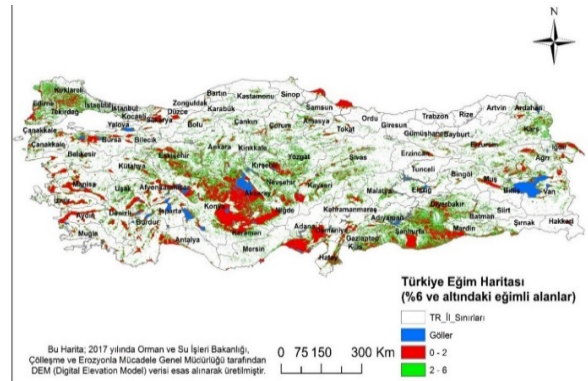 N
Kırklareli
Edirne
Tekirdağ
İstanbul
İstanbul
Kocaeli
Yalova
Sakarya
Düzce
Zonguldak
Bartın
Karabük
Kastamonu
Sinop
Samsun
Ordu
Giresun
Trabzon
Rize
Artvin
Ardahan
Kars
Çanakkale
Çanakkale
Balıkesir
Bursa
Bilecik
Bolu
Çankırı
Çorum
Amasya
Tokat
Gümüşhane
Bayburt
Erzurum
Ağrı
Kütahya
Eskişehir
Ankara
Kırıkkale
Yozgat
Sivas
Erzincan
Tunceli
Bingöl
Muş
Manisa
Uşak
Afyonkarahisar
Kırşehir
Nevşehir
Kayseri
Malatya
Elazığ
Bitlis
Van
İzmir
Aydın
Denizli
Isparta
Burdur
Konya
Aksaray
Niğde
Kahramanmaraş
Adıyaman
Diyarbakır
Batman
Siirt
Şırnak
Hakkari
Muğla
Antalya
Karaman
Mersin
Adana
Osmaniye
Gaziantep
Kilis
Şanlıurfa
Mardin
Hatay
Türkiye Eğim Haritası
(%6 ve altındaki eğimli alanlar)
TR_İl_Sınırları
Göller
0 - 2
2 - 6
Bu Harita; 2017 yılında Orman ve Su İşleri Bakanlığı,
Çölleşme ve Erozyonla Mücadele Genel Müdürlüğü tarafından
DEM (Digital Elevation Model) verisi esas alınarak üretilmiştir.
0 75 150 300 Km